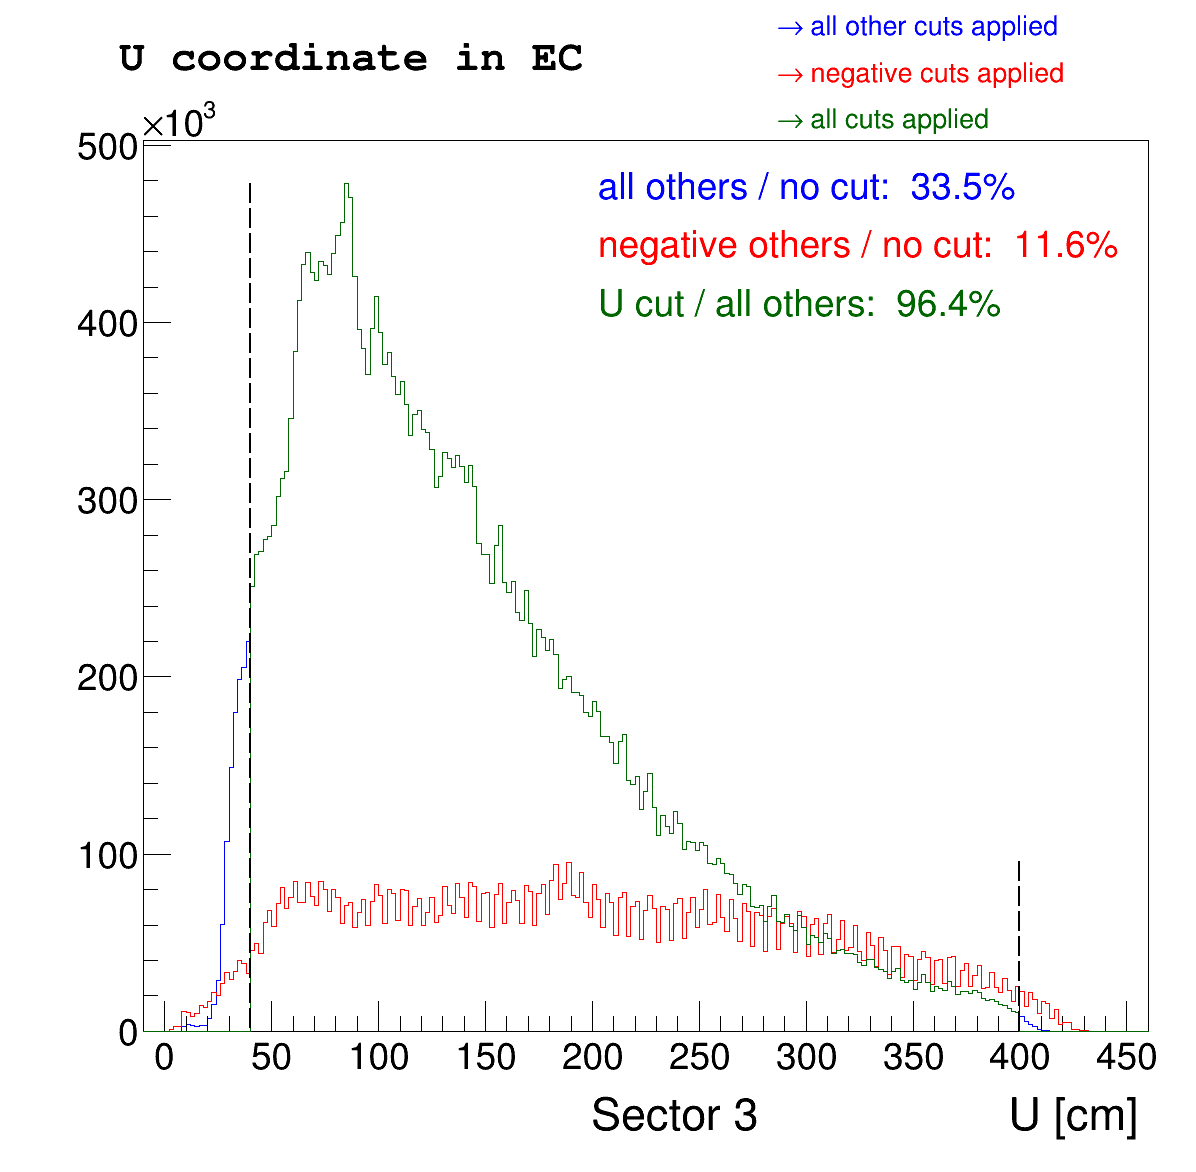 → all other cuts applied
U coordinate in EC
→ negative cuts applied
→ all cuts applied
×10³
500
400
300
200
100
0
all others / no cut: 33.5%
negative others / no cut: 11.6%
U cut / all others: 96.4%
0 50 100 150 200 250 300 350 400 450
Sector 3
U [cm]